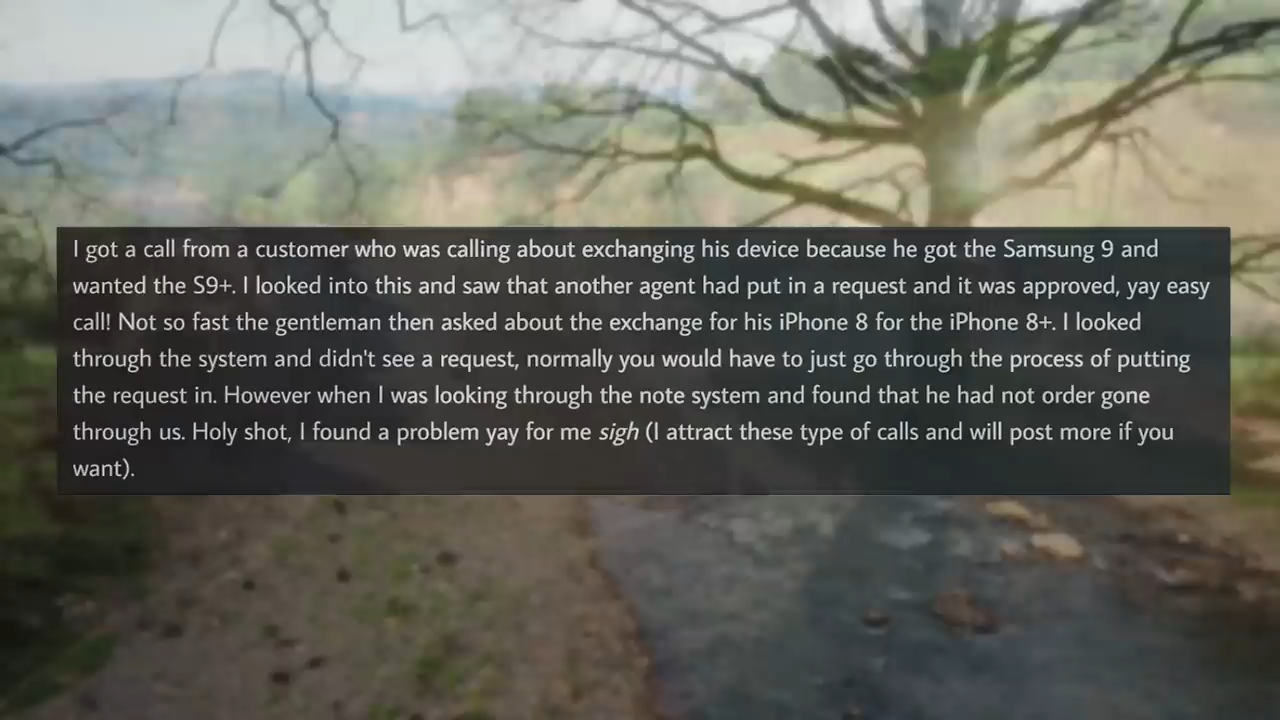 I got a call from a customer who was calling about exchanging his device because he got the Samsung 9 and
wanted the S9+. I looked into this and saw that another agent had put in a request and it was approved, yay easy
call! Not so fast the gentleman then asked about the exchange for his iPhone 8 for the iPhone 8+. I looked
through the system and didn't see a request, normally you would have to just go through the process of putting
the request in. However when I was looking through the note system and found that he had not order gone
through us. Holy shot, I found a problem yay for me sigh (I attract these type of calls and will post more if you
want).